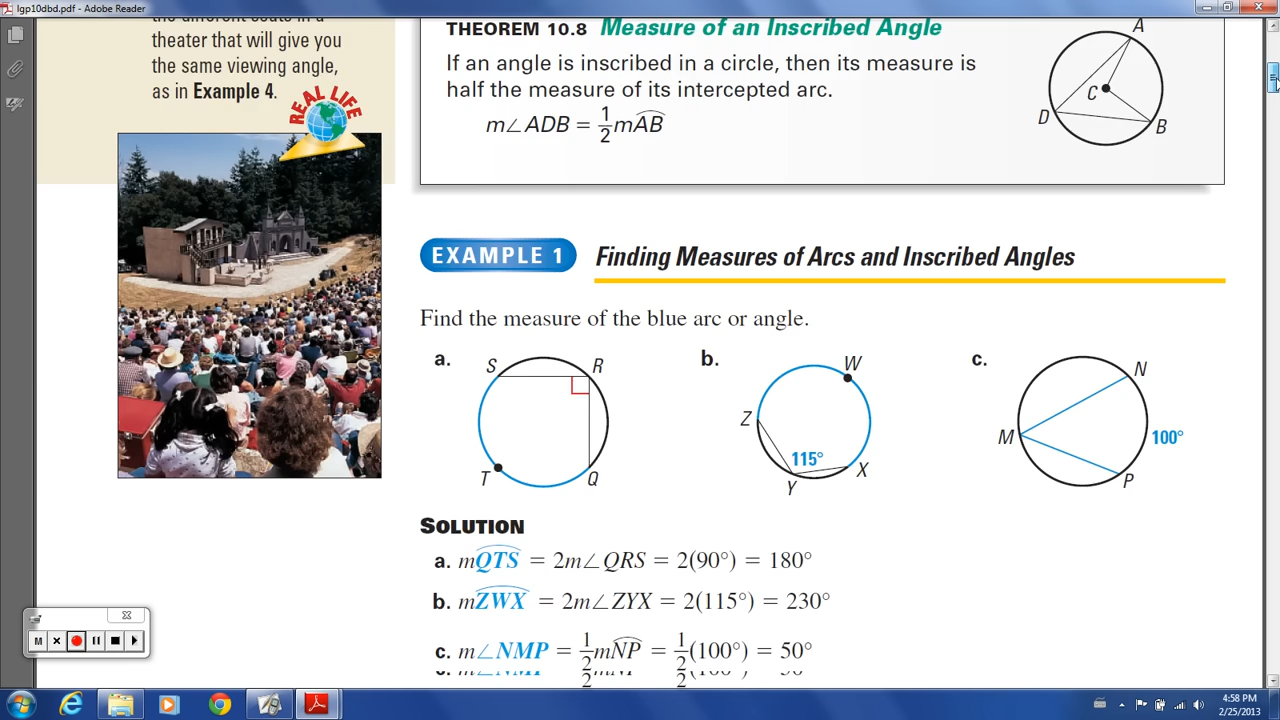 lgp10dbd.pdf - Adobe Reader
the different seats in a
theater that will give you
the same viewing angle,
as in Example 4.
REAL LIFE
THEOREM 10.8 Measure of an Inscribed Angle
If an angle is inscribed in a circle, then its measure is
half the measure of its intercepted arc.
m∠ADB = 1/2 mAB
A
C
D
B
EXAMPLE 1 Finding Measures of Arcs and Inscribed Angles
Find the measure of the blue arc or angle.
a.
S
R
T
Q
b.
W
Z
115°
X
Y
c.
N
M
100°
P
SOLUTION
a. mQTS = 2m∠QRS = 2(90°) = 180°
b. mZWX = 2m∠ZYX = 2(115°) = 230°
c. m∠NMP = 1/2 mNP = 1/2 (100°) = 50°
M
4:58 PM
2/25/2013